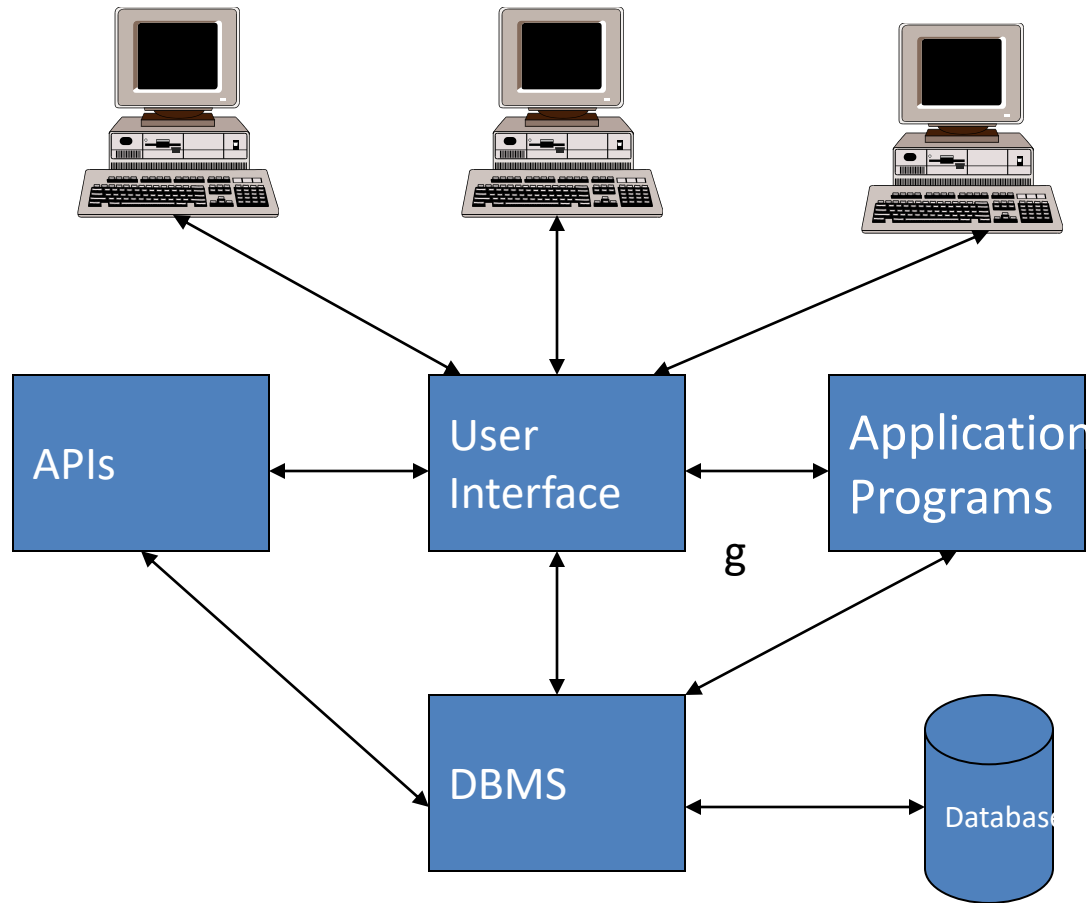 APIs
User
Interface
Application
Programs
g
DBMS
Database